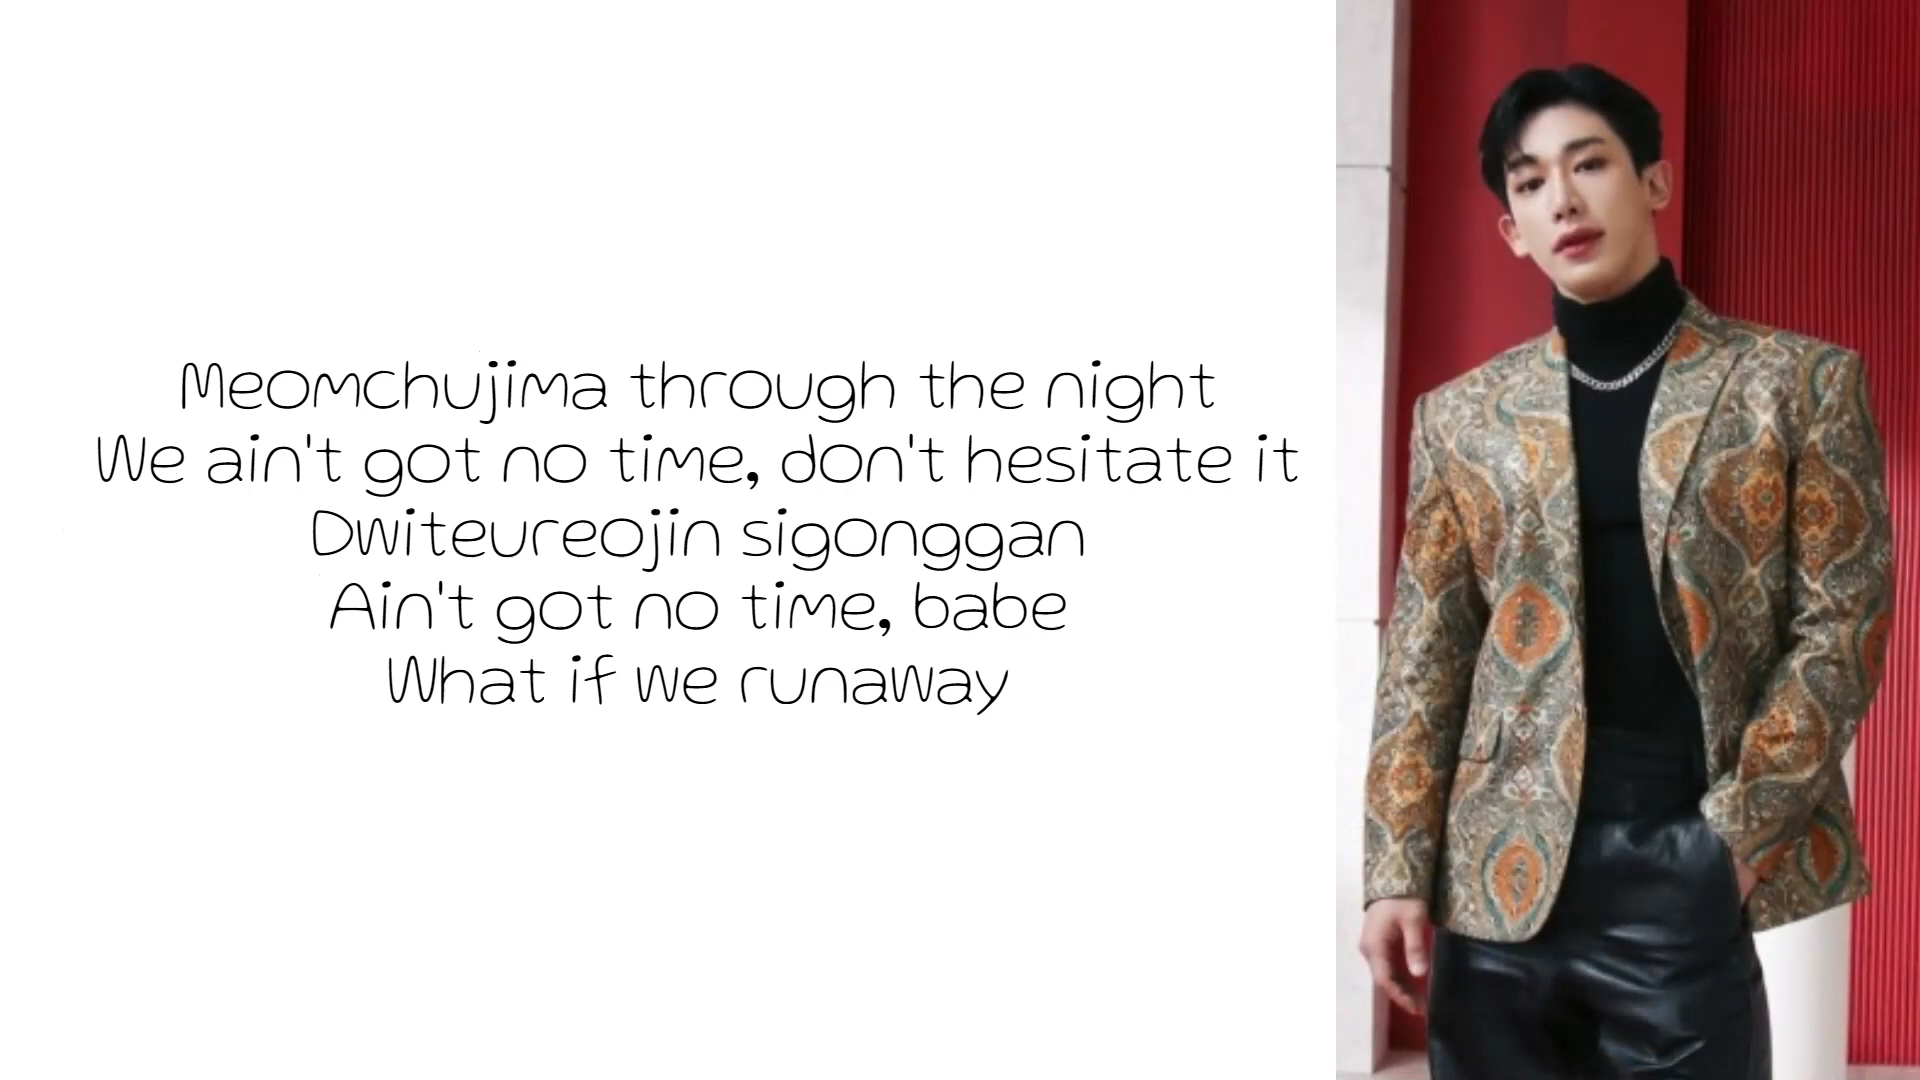 Meomchujima through the night
We ain't got no time, don't hesitate it
Dwiteureojin sigonggan
Ain't got no time, babe
What if we runaway